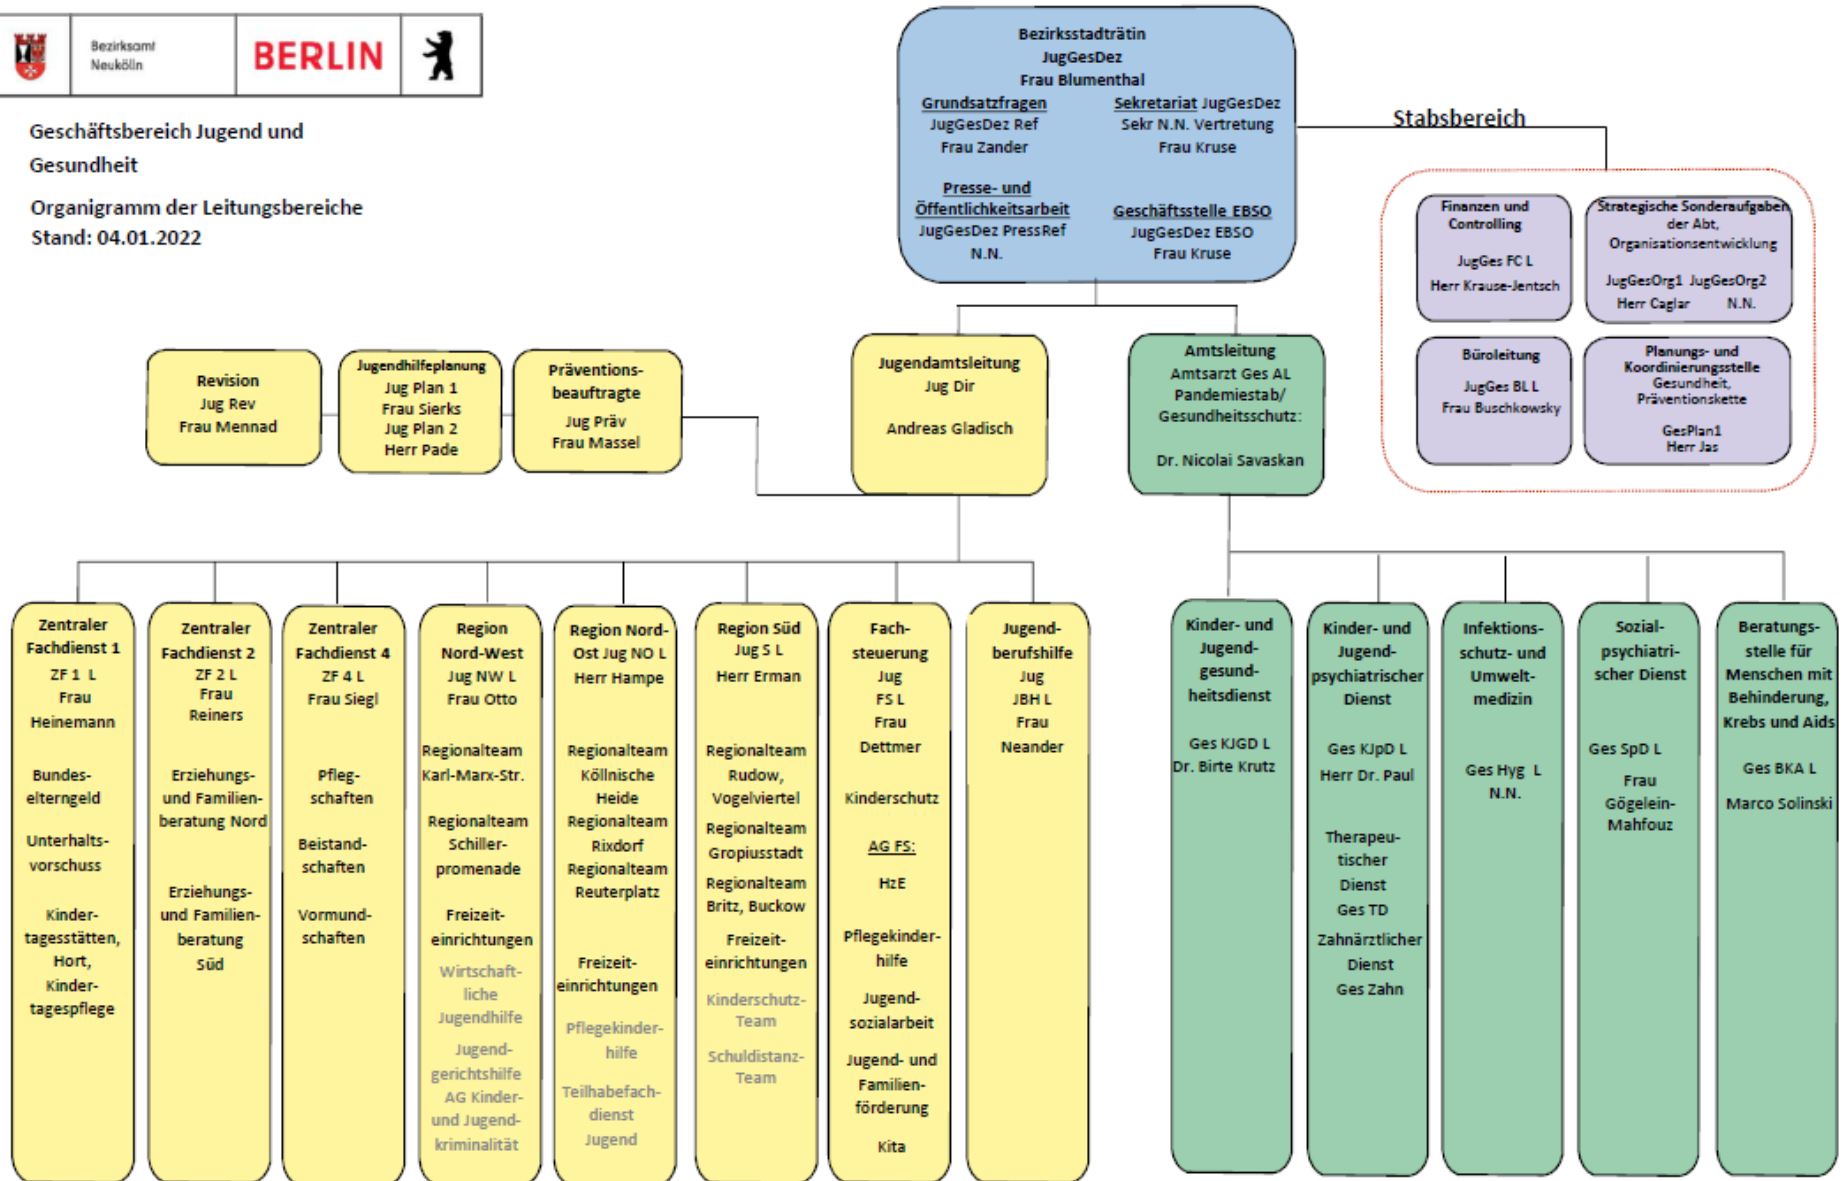 Bezirksamt
Neukölln
BERLIN
Geschäftsbereich Jugend und
Gesundheit
Organigramm der Leitungsbereiche
Stand: 04.01.2022
Bezirksstadträtin
JugGesDez
Frau Blumenthal
Grundsatzfragen
JugGesDez Ref
Frau Zander
Sekretariat JugGesDez
Sekr N.N. Vertretung
Frau Kruse
Presse- und
Öffentlichkeitsarbeit
JugGesDez PressRef
N.N.
Geschäftsstelle EBSO
JugGesDez EBSO
Frau Kruse
Stabsbereich
Finanzen und
Controlling
JugGes FC L
Herr Krause-Jentsch
Strategische Sonderaufgaben
der Abt,
Organisationsentwicklung
JugGesOrg1 JugGesOrg2
Herr Caglar N.N.
Büroleitung
JugGes BL L
Frau Buschkowsky
Planungs- und
Koordinierungsstelle
Gesundheit,
Präventionskette
GesPlan1
Herr Jas
Revision
Jug Rev
Frau Mennad
Jugendhilfeplanung
Jug Plan 1
Frau Sierks
Jug Plan 2
Herr Pade
Präventions-
beauftragte
Jug Präv
Frau Massel
Jugendamtsleitung
Jug Dir
Andreas Gladisch
Amtsleitung
Amtsarzt Ges AL
Pandemiestab/
Gesundheitsschutz:
Dr. Nicolai Savaskan
Zentraler
Fachdienst 1
ZF 1 L
Frau
Heinemann
Bundes-
elterngeld
Unterhalts-
vorschuss
Kinder-
tagesstätten,
Hort,
Kinder-
tagespflege
Zentraler
Fachdienst 2
ZF 2 L
Frau
Reiners
Erziehungs-
und Familien-
beratung Nord
Erziehungs-
und Familien-
beratung
Süd
Zentraler
Fachdienst 4
ZF 4 L
Frau Siegl
Pfleg-
schaften
Beistand-
schaften
Vormund-
schaften
Region
Nord-West
Jug NW L
Frau Otto
Regionalteam
Karl-Marx-Str.
Regionalteam
Schiller-
promenade
Freizeit-
einrichtungen
Wirtschaft-
liche
Jugendhilfe
Jugend-
gerichtshilfe
AG Kinder-
und Jugend-
kriminalität
Region Nord-
Ost Jug NO L
Herr Hampe
Regionalteam
Köllnische
Heide
Regionalteam
Rixdorf
Regionalteam
Reuterplatz
Freizeit-
einrichtungen
Pflegekinder-
hilfe
Teilhabefach-
dienst
Jugend
Region Süd
Jug S L
Herr Erman
Regionalteam
Rudow,
Vogelviertel
Regionalteam
Gropiusstadt
Regionalteam
Britz, Buckow
Freizeit-
einrichtungen
Kinderschutz-
Team
Schuldistanz-
Team
Fach-
steuerung
Jug
FS L
Frau
Dettmer
Kinderschutz
AG FS:
HzE
Pflegekinder-
hilfe
Jugend-
sozialarbeit
Jugend- und
Familien-
förderung
Kita
Jugend-
berufshilfe
Jug
JBH L
Frau
Neander
Kinder- und
Jugend-
gesund-
heitsdienst
Ges KJGD L
Dr. Birte Krutz
Kinder- und
Jugend-
psychiatrischer
Dienst
Ges KJpD L
Herr Dr. Paul
Therapeu-
tischer
Dienst
Ges TD
Zahnärztlicher
Dienst
Ges Zahn
Infektions-
schutz- und
Umwelt-
medizin
Ges Hyg L
N.N.
Sozial-
psychiatri-
scher Dienst
Ges SpD L
Frau
Gögelein-
Mahfouz
Beratungs-
stelle für
Menschen mit
Behinderung,
Krebs und Aids
Ges BKA L
Marco Solinski